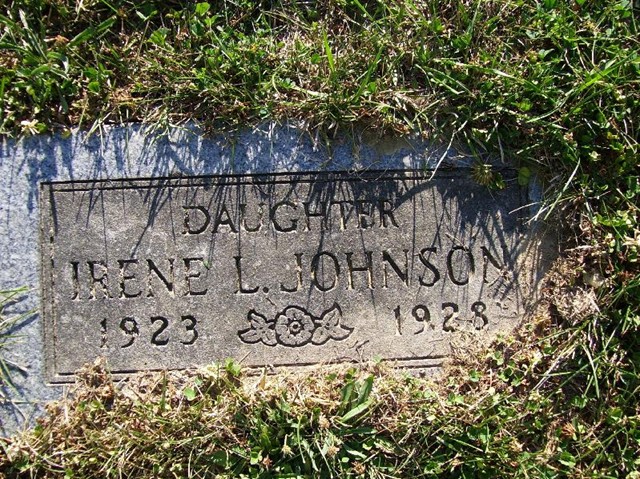 DAUGHTER
IRENE L. JOHNSON
1923 1928